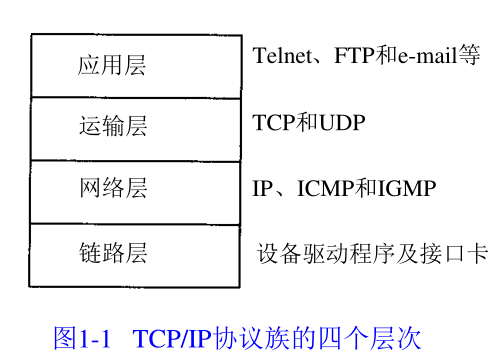 应用层 Telnet、FTP和e-mail等
运输层 TCP和UDP
网络层 IP、ICMP和IGMP
链路层 设备驱动程序及接口卡
图1-1 TCP/IP协议族的四个层次